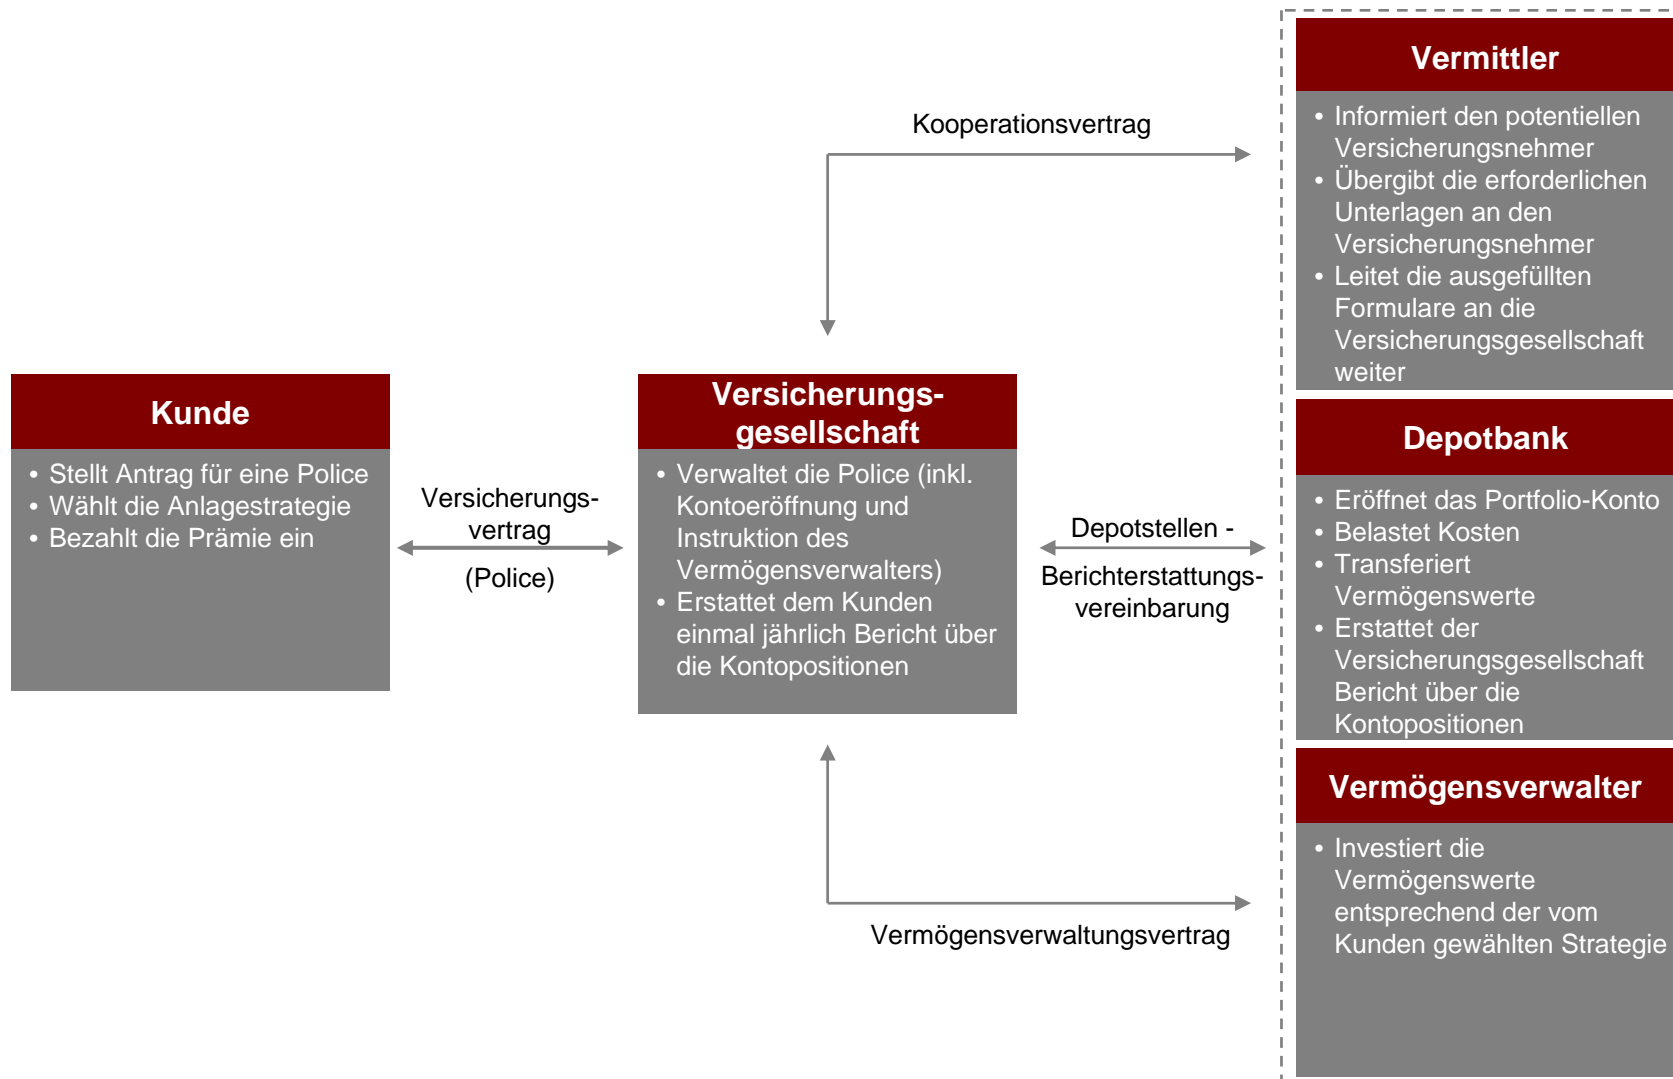 Vermittler
• Informiert den potentiellen
Versicherungsnehmer
• Übergibt die erforderlichen
Unterlagen an den
Versicherungsnehmer
• Leitet die ausgefüllten
Formulare an die
Versicherungsgesellschaft
weiter
Kooperationsvertrag
Kunde
• Stellt Antrag für eine Police
• Wählt die Anlagestrategie
• Bezahlt die Prämie ein
Versicherungs-
vertrag
(Police)
Versicherungs-
gesellschaft
• Verwaltet die Police (inkl.
Kontoeröffnung und
Instruktion des
Vermögensverwalters)
• Erstattet dem Kunden
einmal jährlich Bericht über
die Kontopositionen
Depotstellen -
Berichterstattungs-
vereinbarung
Depotbank
• Eröffnet das Portfolio-Konto
• Belastet Kosten
• Transferiert
Vermögenswerte
• Erstattet der
Versicherungsgesellschaft
Bericht über die
Kontopositionen
Vermögensverwaltungsvertrag
Vermögensverwalter
• Investiert die
Vermögenswerte
entsprechend der vom
Kunden gewählten Strategie